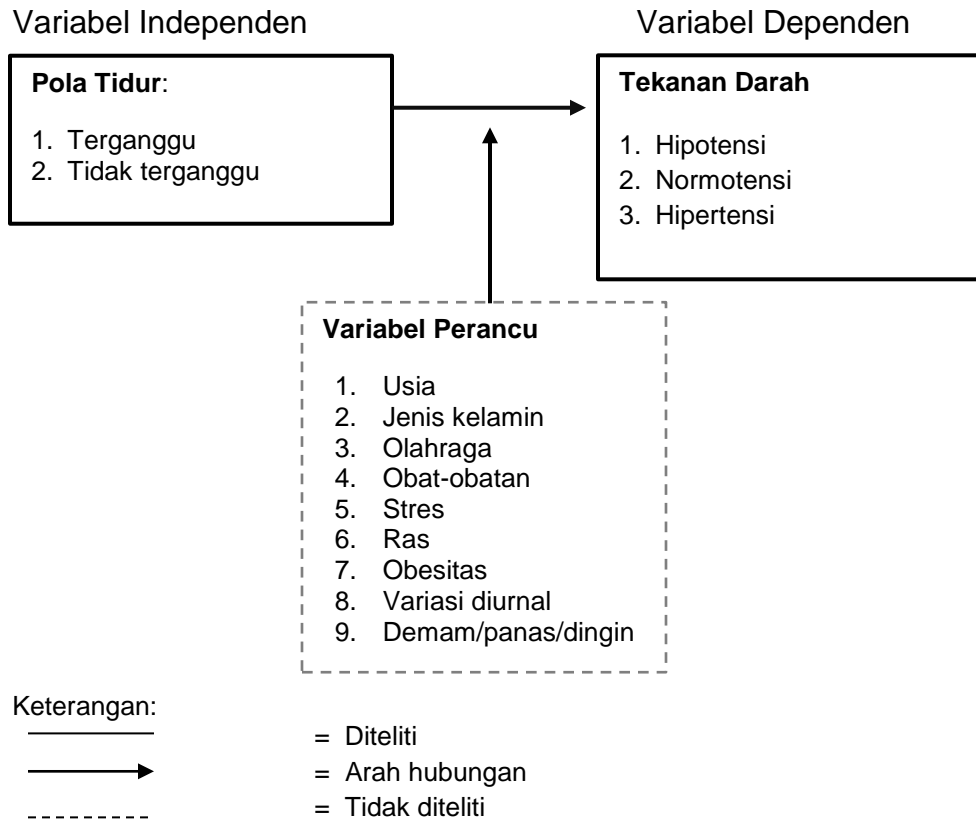 Variabel Independen
Variabel Dependen
Pola Tidur:
1. Terganggu
2. Tidak terganggu
Tekanan Darah
1. Hipotensi
2. Normotensi
3. Hipertensi
Variabel Perancu
1. Usia
2. Jenis kelamin
3. Olahraga
4. Obat-obatan
5. Stres
6. Ras
7. Obesitas
8. Variasi diurnal
9. Demam/panas/dingin
Keterangan:
= Diteliti
= Arah hubungan
= Tidak diteliti